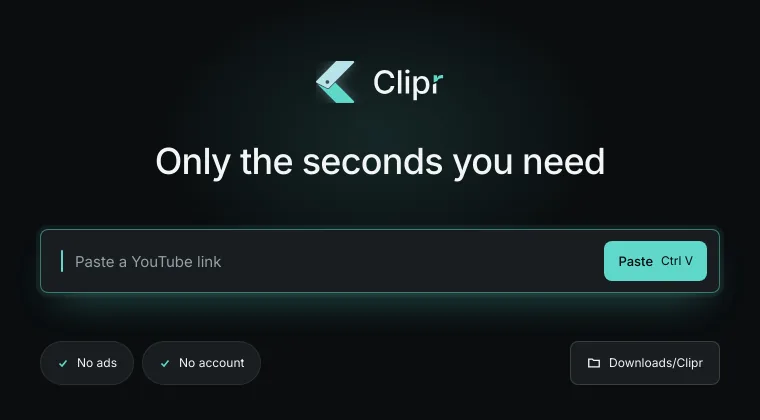 Clipr
Only the seconds you need
Paste a YouTube link
Paste Ctrl V
No ads
No account
Downloads/Clipr